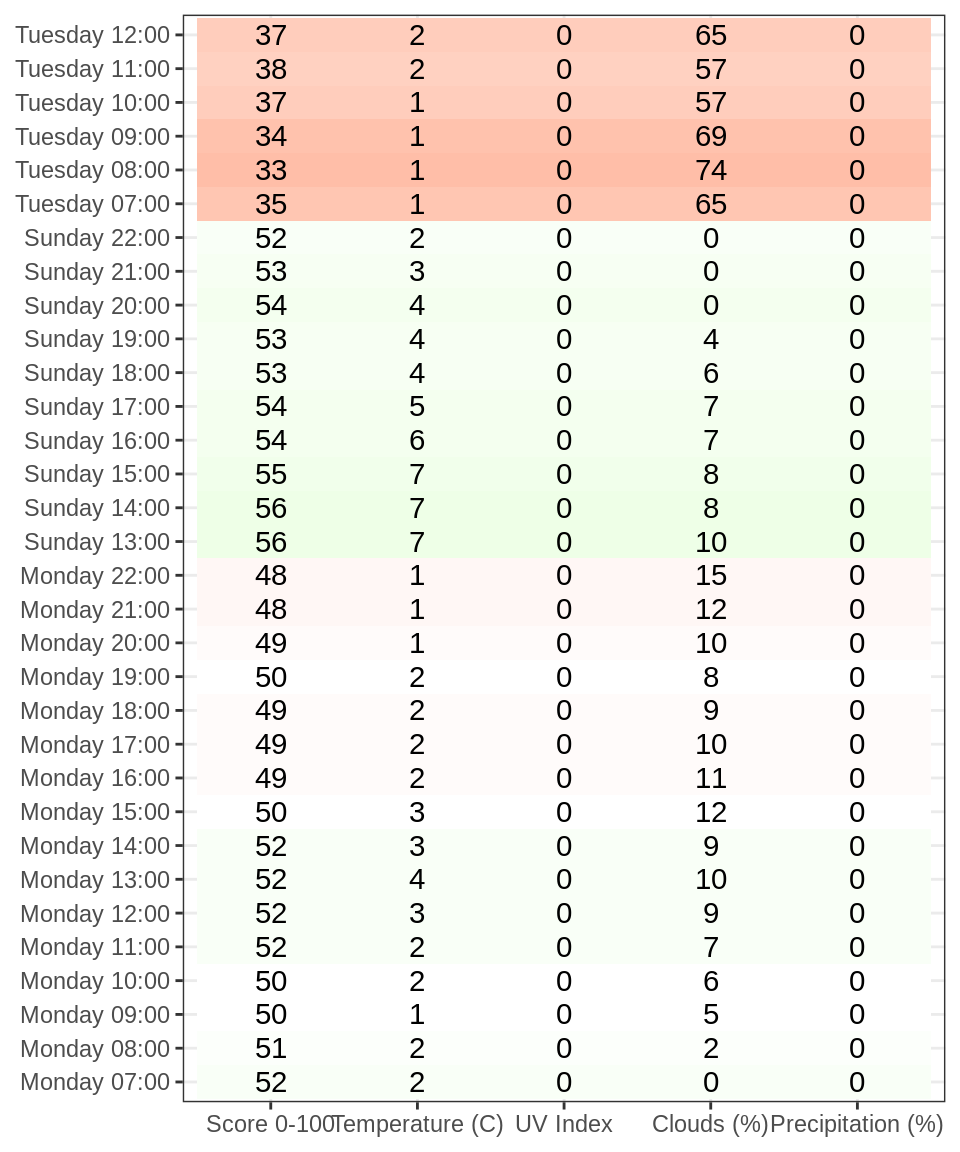 Tuesday 12:00 37 2 0 65 0
Tuesday 11:00 38 2 0 57 0
Tuesday 10:00 37 1 0 57 0
Tuesday 09:00 34 1 0 69 0
Tuesday 08:00 33 1 0 74 0
Tuesday 07:00 35 1 0 65 0
Sunday 22:00 52 2 0 0 0
Sunday 21:00 53 3 0 0 0
Sunday 20:00 54 4 0 0 0
Sunday 19:00 53 4 0 4 0
Sunday 18:00 53 4 0 6 0
Sunday 17:00 54 5 0 7 0
Sunday 16:00 54 6 0 7 0
Sunday 15:00 55 7 0 8 0
Sunday 14:00 56 7 0 8 0
Sunday 13:00 56 7 0 10 0
Monday 22:00 48 1 0 15 0
Monday 21:00 48 1 0 12 0
Monday 20:00 49 1 0 10 0
Monday 19:00 50 2 0 8 0
Monday 18:00 49 2 0 9 0
Monday 17:00 49 2 0 10 0
Monday 16:00 49 2 0 11 0
Monday 15:00 50 3 0 12 0
Monday 14:00 52 3 0 9 0
Monday 13:00 52 4 0 10 0
Monday 12:00 52 3 0 9 0
Monday 11:00 52 2 0 7 0
Monday 10:00 50 2 0 6 0
Monday 09:00 50 1 0 5 0
Monday 08:00 51 2 0 2 0
Monday 07:00 52 2 0 0 0
Score 0-100 Temperature (C) UV Index Clouds (%) Precipitation (%)